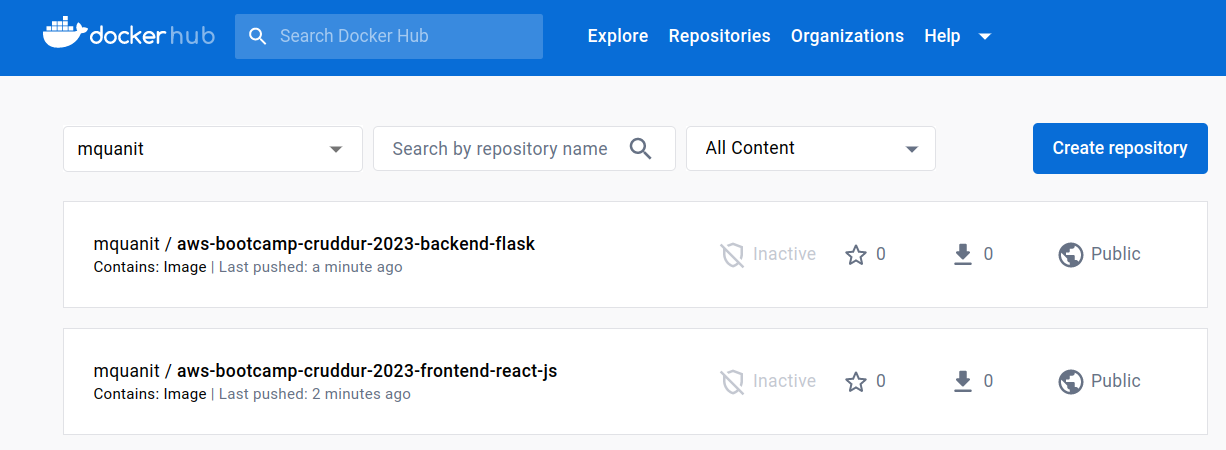 docker hub Search Docker Hub Explore Repositories Organizations Help
mquanit Search by repository name All Content Create repository
mquanit / aws-bootcamp-cruddur-2023-backend-flask
Contains: Image | Last pushed: a minute ago
Inactive 0 0 Public
mquanit / aws-bootcamp-cruddur-2023-frontend-react-js
Contains: Image | Last pushed: 2 minutes ago
Inactive 0 0 Public